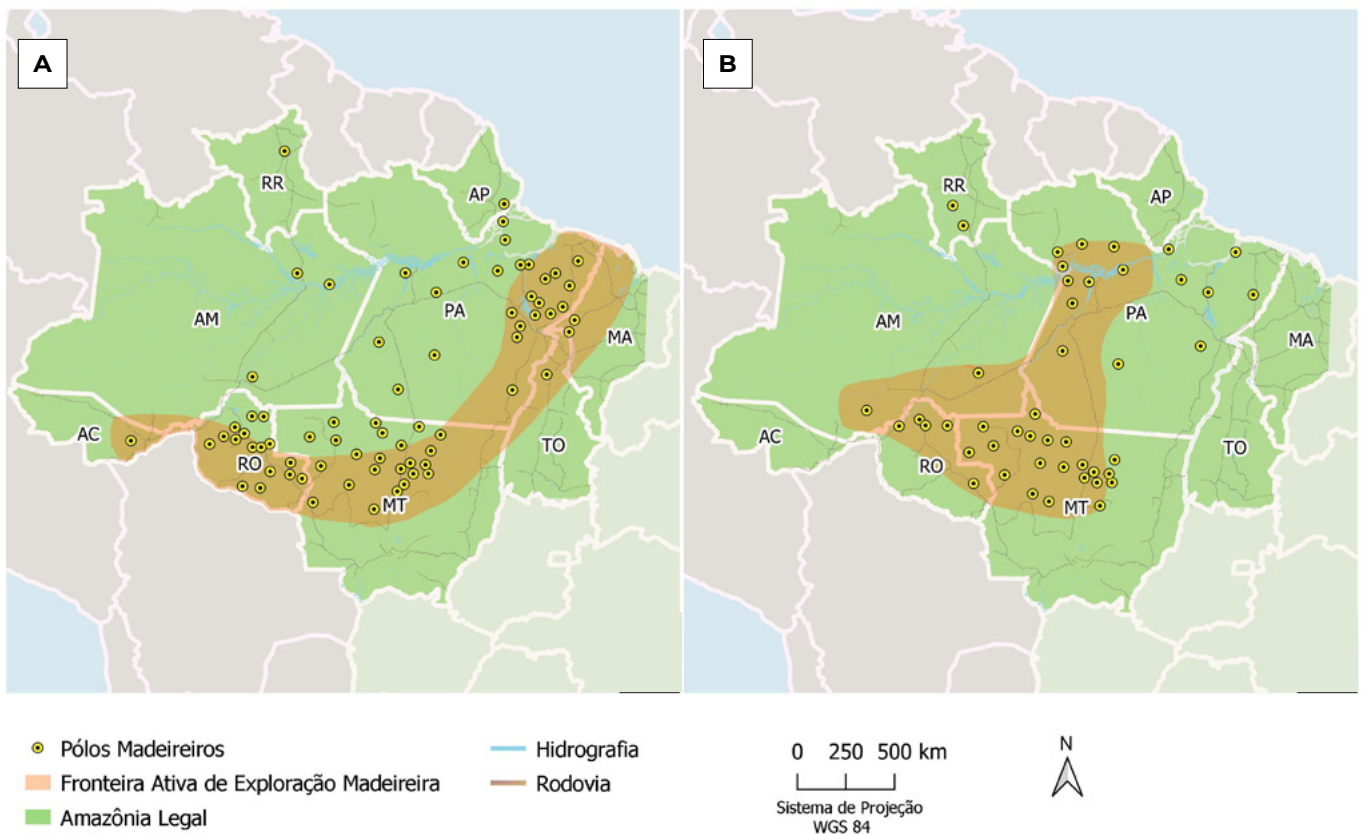 A
RR
AP
AM
PA
MA
AC
RO
TO
MT
B
RR
AP
AM
PA
MA
AC
RO
TO
MT
Pólos Madeireiros
Fronteira Ativa de Exploração Madeireira
Amazônia Legal
Hidrografia
Rodovia
0 250 500 km
Sistema de Projeção
WGS 84
N